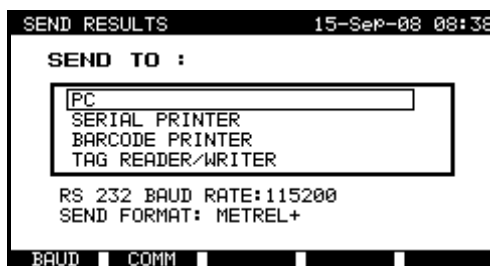 SEND RESULTS 15-Sep-08 08:38
SEND TO :
PC
SERIAL PRINTER
BARCODE PRINTER
TAG READER/WRITER
RS 232 BAUD RATE:115200
SEND FORMAT: METREL+
BAUD COMM